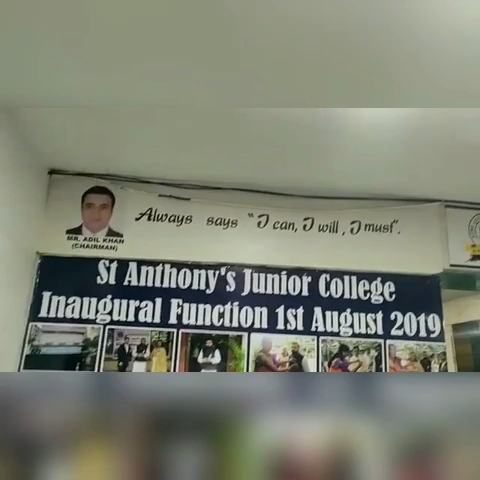 Always says "I can, I will, I must".
MR. ADIL KHAN
(CHAIRMAN)
St Anthony's Junior College
Inaugural Function 1st August 2019